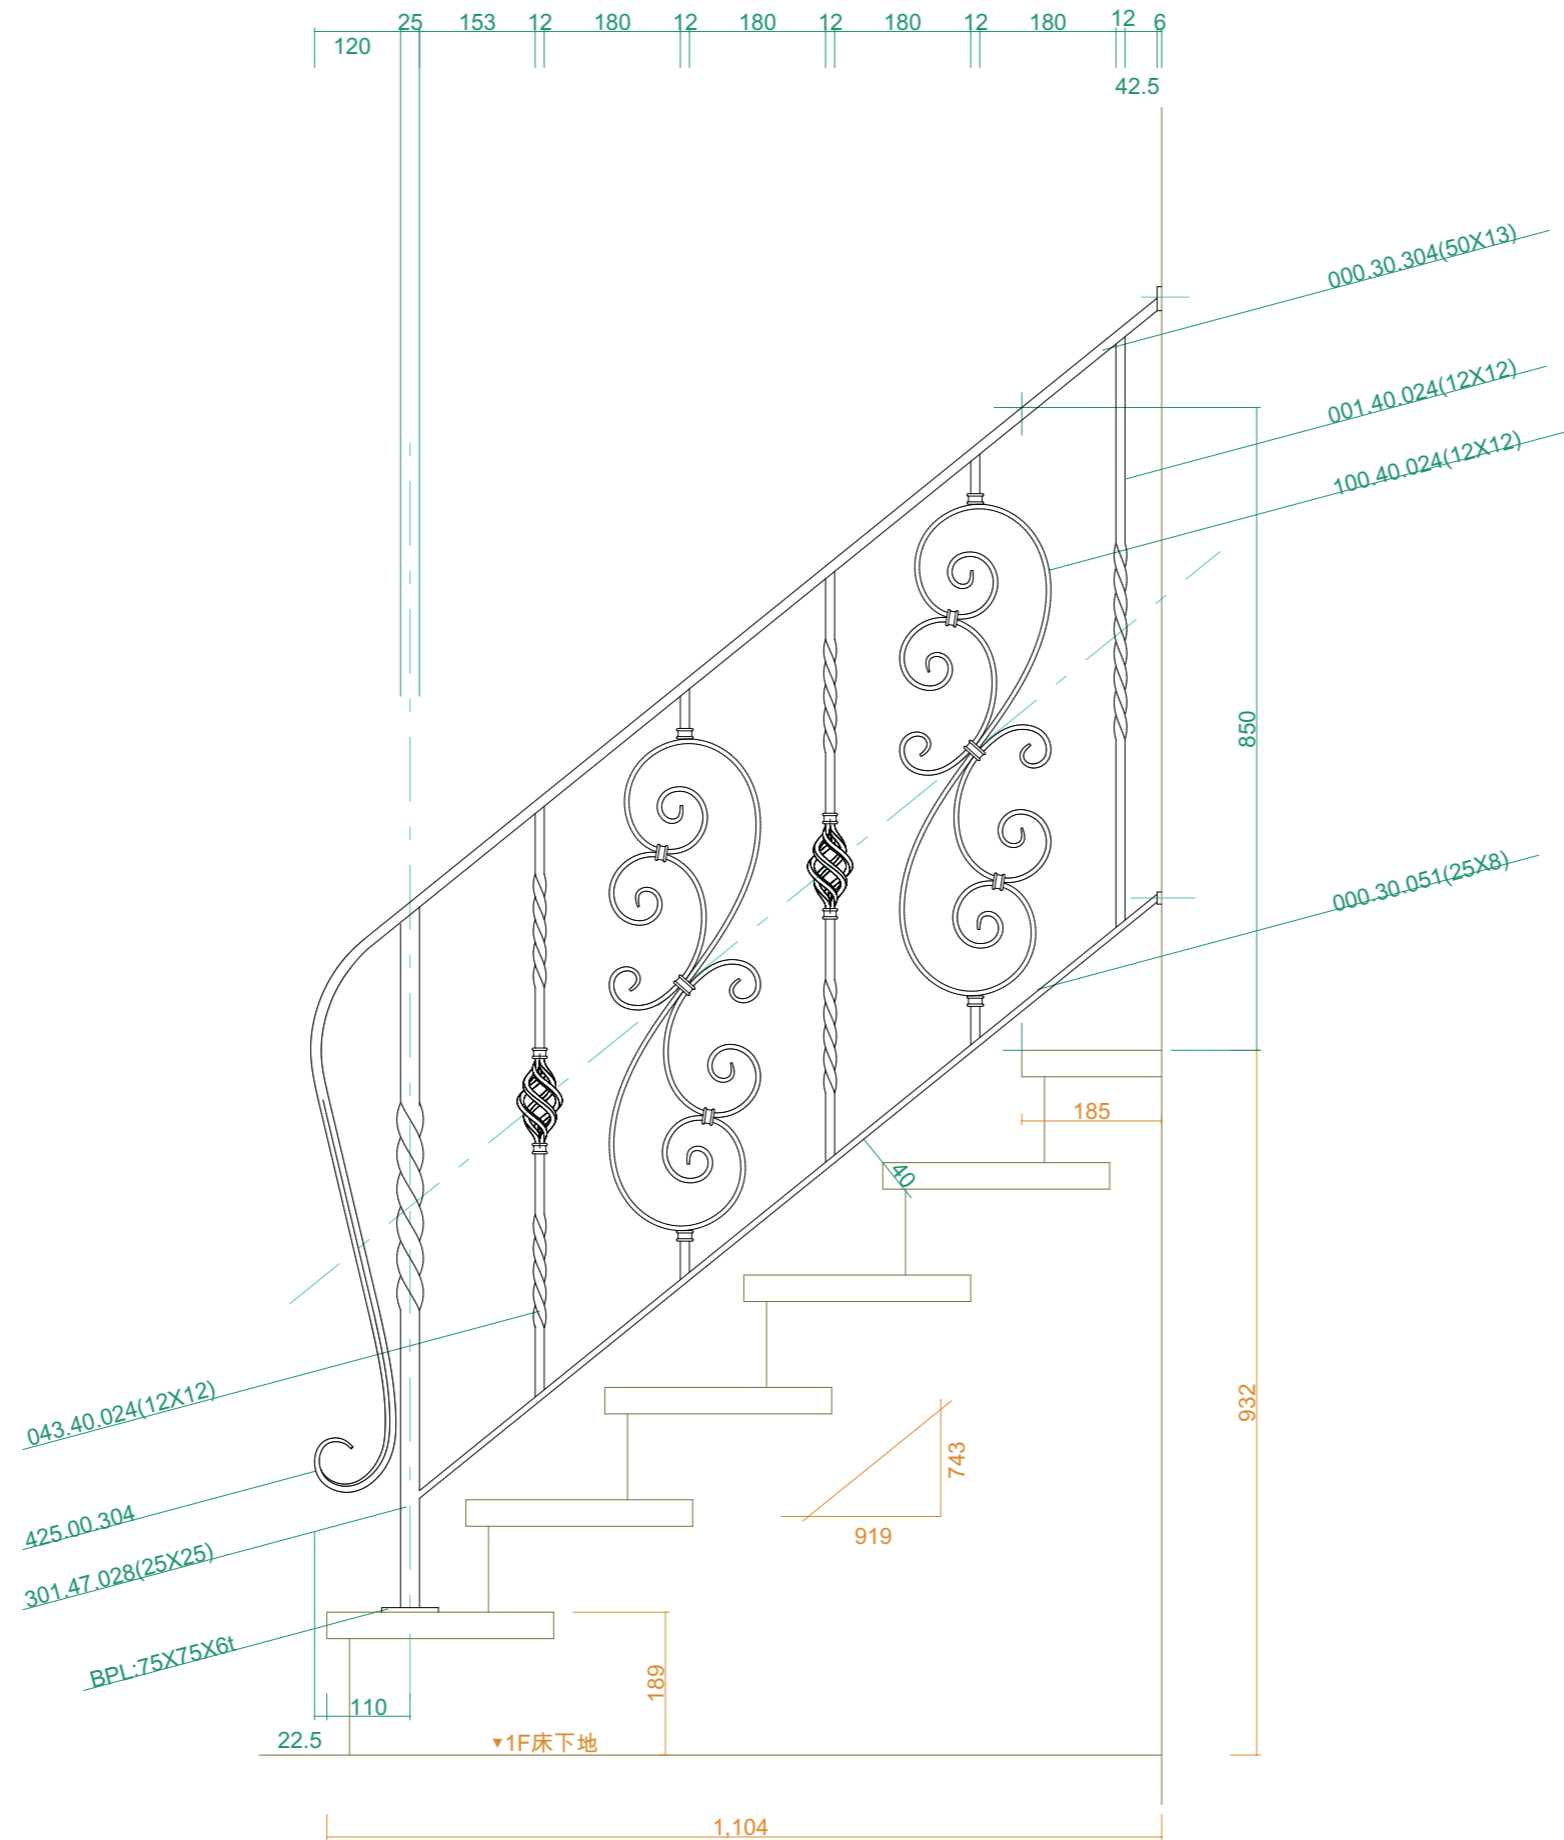 25 153 12 180 12 180 12 180 12 180 12 6
120
42.5
000.30.304(50X13)
001.40.024(12X12)
100.40.024(12X12)
850
000.30.051(25X8)
185
40
043.40.024(12X12)
932
743
425.00.304
919
301.47.028(25X25)
BPL:75X75X6t
189
110
22.5
▼1F床下地
1,104